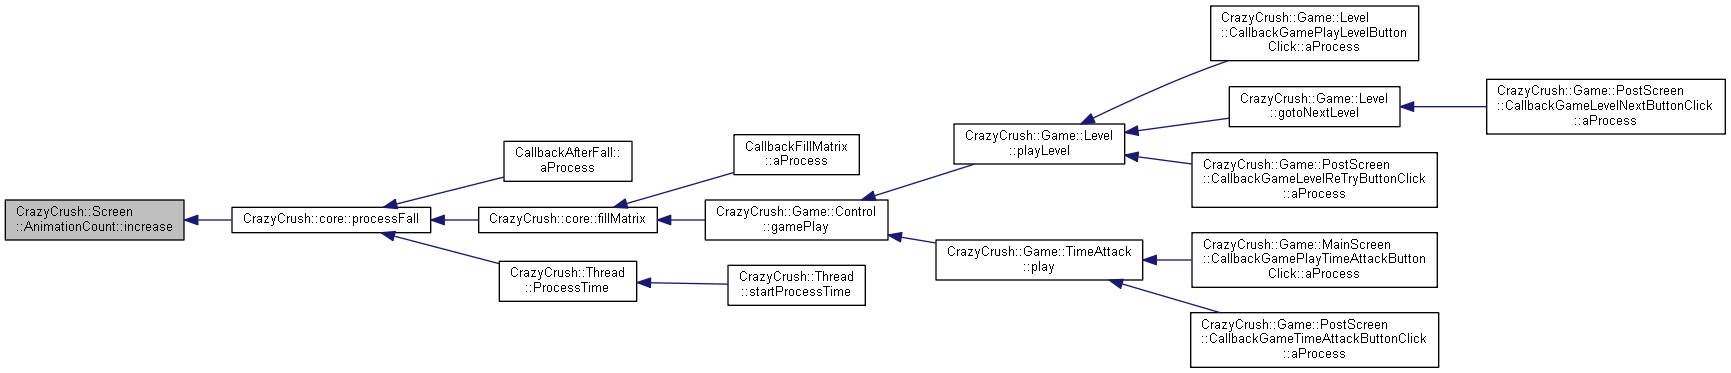 CrazyCrush::Screen
::AnimationCount::increase
CrazyCrush::core::processFall
CallbackAfterFall::
aProcess
CrazyCrush::core::fillMatrix
CrazyCrush::Thread
::ProcessTime
CallbackFillMatrix
::aProcess
CrazyCrush::Game::Control
::gamePlay
CrazyCrush::Thread
::startProcessTime
CrazyCrush::Game::Level
::playLevel
CrazyCrush::Game::TimeAttack
::play
CrazyCrush::Game::Level
::CallbackGamePlayLevelButton
Click::aProcess
CrazyCrush::Game::Level
::gotoNextLevel
CrazyCrush::Game::PostScreen
::CallbackGameLevelNextButtonClick
::aProcess
CrazyCrush::Game::PostScreen
::CallbackGameLevelReTryButtonClick
::aProcess
CrazyCrush::Game::MainScreen
::CallbackGamePlayTimeAttackButton
Click::aProcess
CrazyCrush::Game::PostScreen
::CallbackGameTimeAttackButtonClick
::aProcess